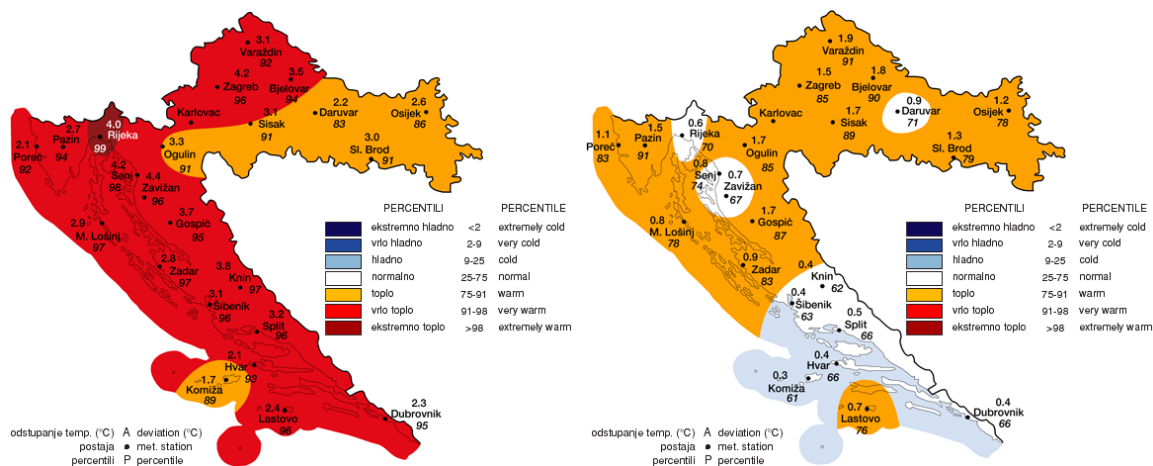 3.1
Varaždin
92
4.2
Zagreb
96
3.5
Bjelovar
94
Karlovac
3.1
Sisak
91
2.2
Daruvar
83
2.6
Osijek
86
3.0
Sl. Brod
91
4.0
Rijeka
99
2.7
Pazin
94
2.1
Poreč
92
3.3
Ogulin
91
4.2
Senj
98
4.4
Zavižan
96
2.9
M. Lošinj
97
3.7
Gospić
95
2.8
Zadar
97
3.8
Knin
97
3.1
Šibenik
96
3.2
Split
96
2.1
Hvar
93
1.7
Komiža
89
2.4
Lastovo
96
2.3
Dubrovnik
95
PERCENTILI PERCENTILE
ekstremno hladno <2 extremely cold
vrlo hladno 2-9 very cold
hladno 9-25 cold
normalno 25-75 normal
toplo 75-91 warm
vrlo toplo 91-98 very warm
ekstremno toplo >98 extremely warm
odstupanje temp. (°C) A deviation (°C)
postaja ● met. station
percentili P percentile
1.9
Varaždin
91
1.5
Zagreb
85
1.8
Bjelovar
90
Karlovac
1.7
Sisak
89
0.9
Daruvar
71
1.2
Osijek
78
1.3
Sl. Brod
79
0.6
Rijeka
70
1.5
Pazin
91
1.1
Poreč
83
1.7
Ogulin
85
0.8
Senj
74
0.7
Zavižan
67
0.8
M. Lošinj
78
1.7
Gospić
87
0.9
Zadar
83
0.4
Knin
62
0.4
Šibenik
63
0.5
Split
66
0.4
Hvar
66
0.3
Komiža
61
0.7
Lastovo
76
0.4
Dubrovnik
66
PERCENTILI PERCENTILE
ekstremno hladno <2 extremely cold
vrlo hladno 2-9 very cold
hladno 9-25 cold
normalno 25-75 normal
toplo 75-91 warm
vrlo toplo 91-98 very warm
ekstremno toplo >98 extremely warm
odstupanje temp. (°C) A deviation (°C)
postaja ● met. station
percentili P percentile